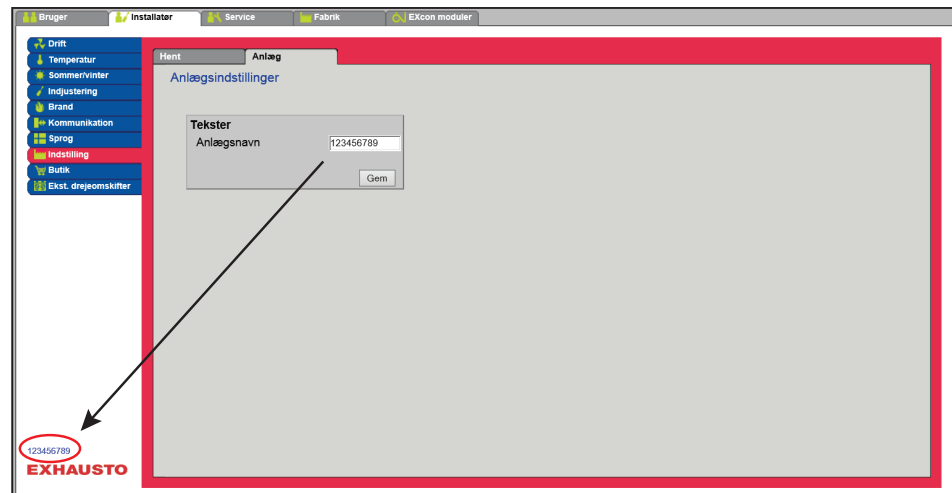 Bruger Installatør Service Fabrik EXcon moduler
Drift
Temperatur
Sommer/vinter
Indjustering
Brand
Kommunikation
Sprog
Indstilling
Butik
Ekst. drejeomskifter
Hent Anlæg
Anlægsindstillinger
Tekster
Anlægsnavn 123456789
Gem
123456789
EXHAUSTO